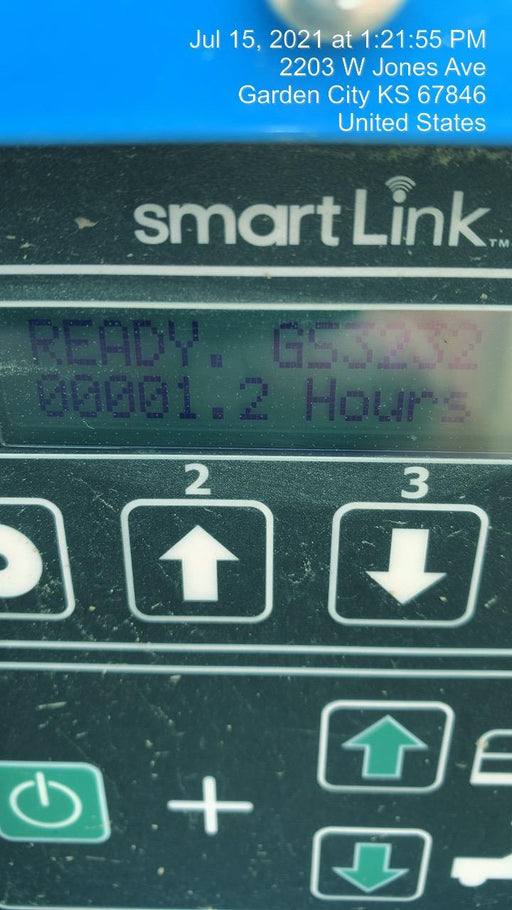 Jul 15, 2021 at 1:21:55 PM
2203 W Jones Ave
Garden City KS 67846
United States
smartLink™
READY. GS3232
00001.2 Hours
2 3